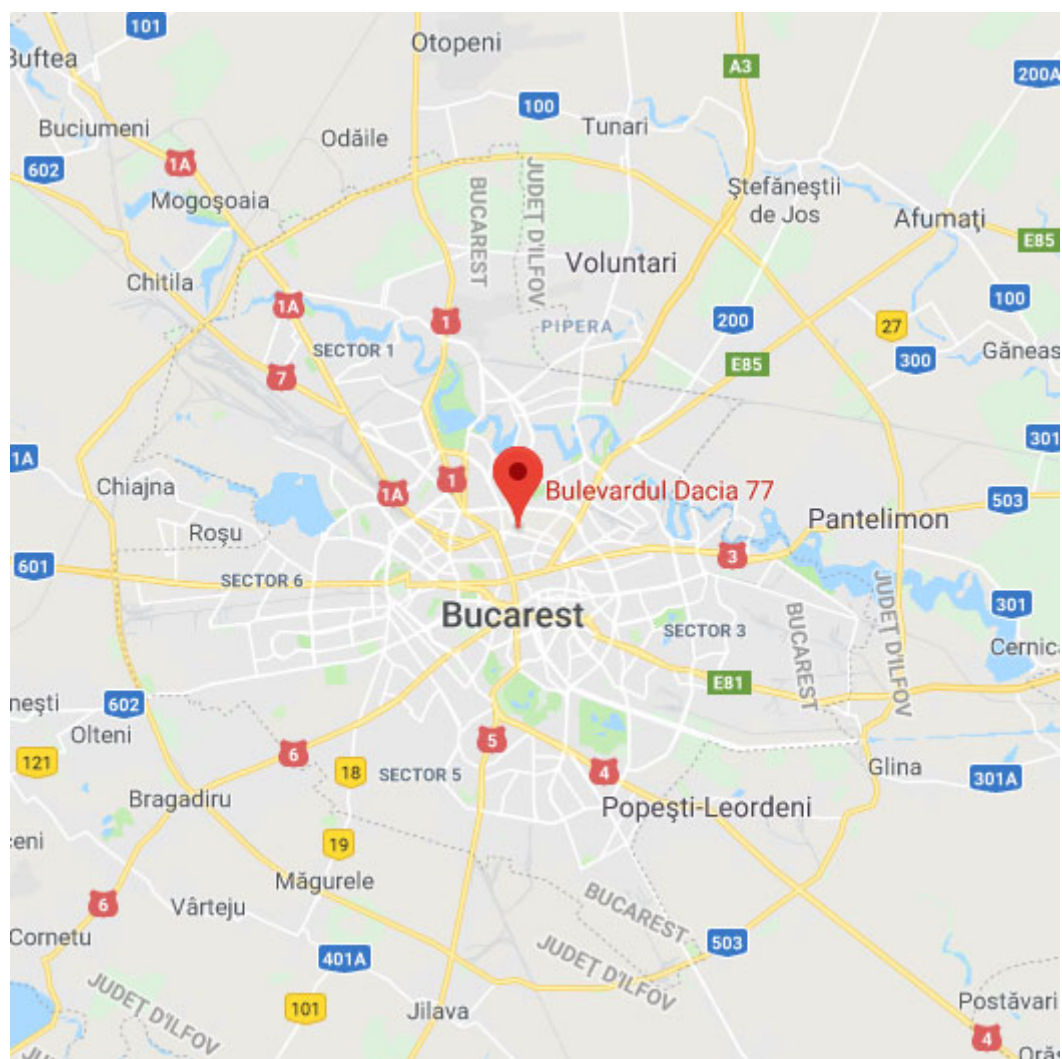 101
Otopeni
Buftea
A3
200A
100
Buciumeni
Odăile
Tunari
602
1A
JUDEȚ D'ILFOV
BUCAREST
Mogoșoaia
Ștefăneștii
de Jos
Afumați
E85
Voluntari
Chitila
1A
100
1
200
PIPERA
27
SECTOR 1
Găneas
300
E85
7
301
1A
1
Bulevardul Dacia 77
1A
Chiajna
503
Pantelimon
Roșu
3
601
SECTOR 6
JUDEȚ D'ILFOV
301
Bucarest
SECTOR 3
BUCAREST
Cernica
E81
nești
602
Olteni
5
6
121
18
SECTOR 5
4
Glina
301A
Bragadiru
Popești-Leordeni
ceni
19
Măgurele
6
Vârteju
BUCAREST
Cornetu
503
401A
JUDEȚ D'ILFOV
JUDEȚ D'ILFOV
101
Jilava
Postăvari
4